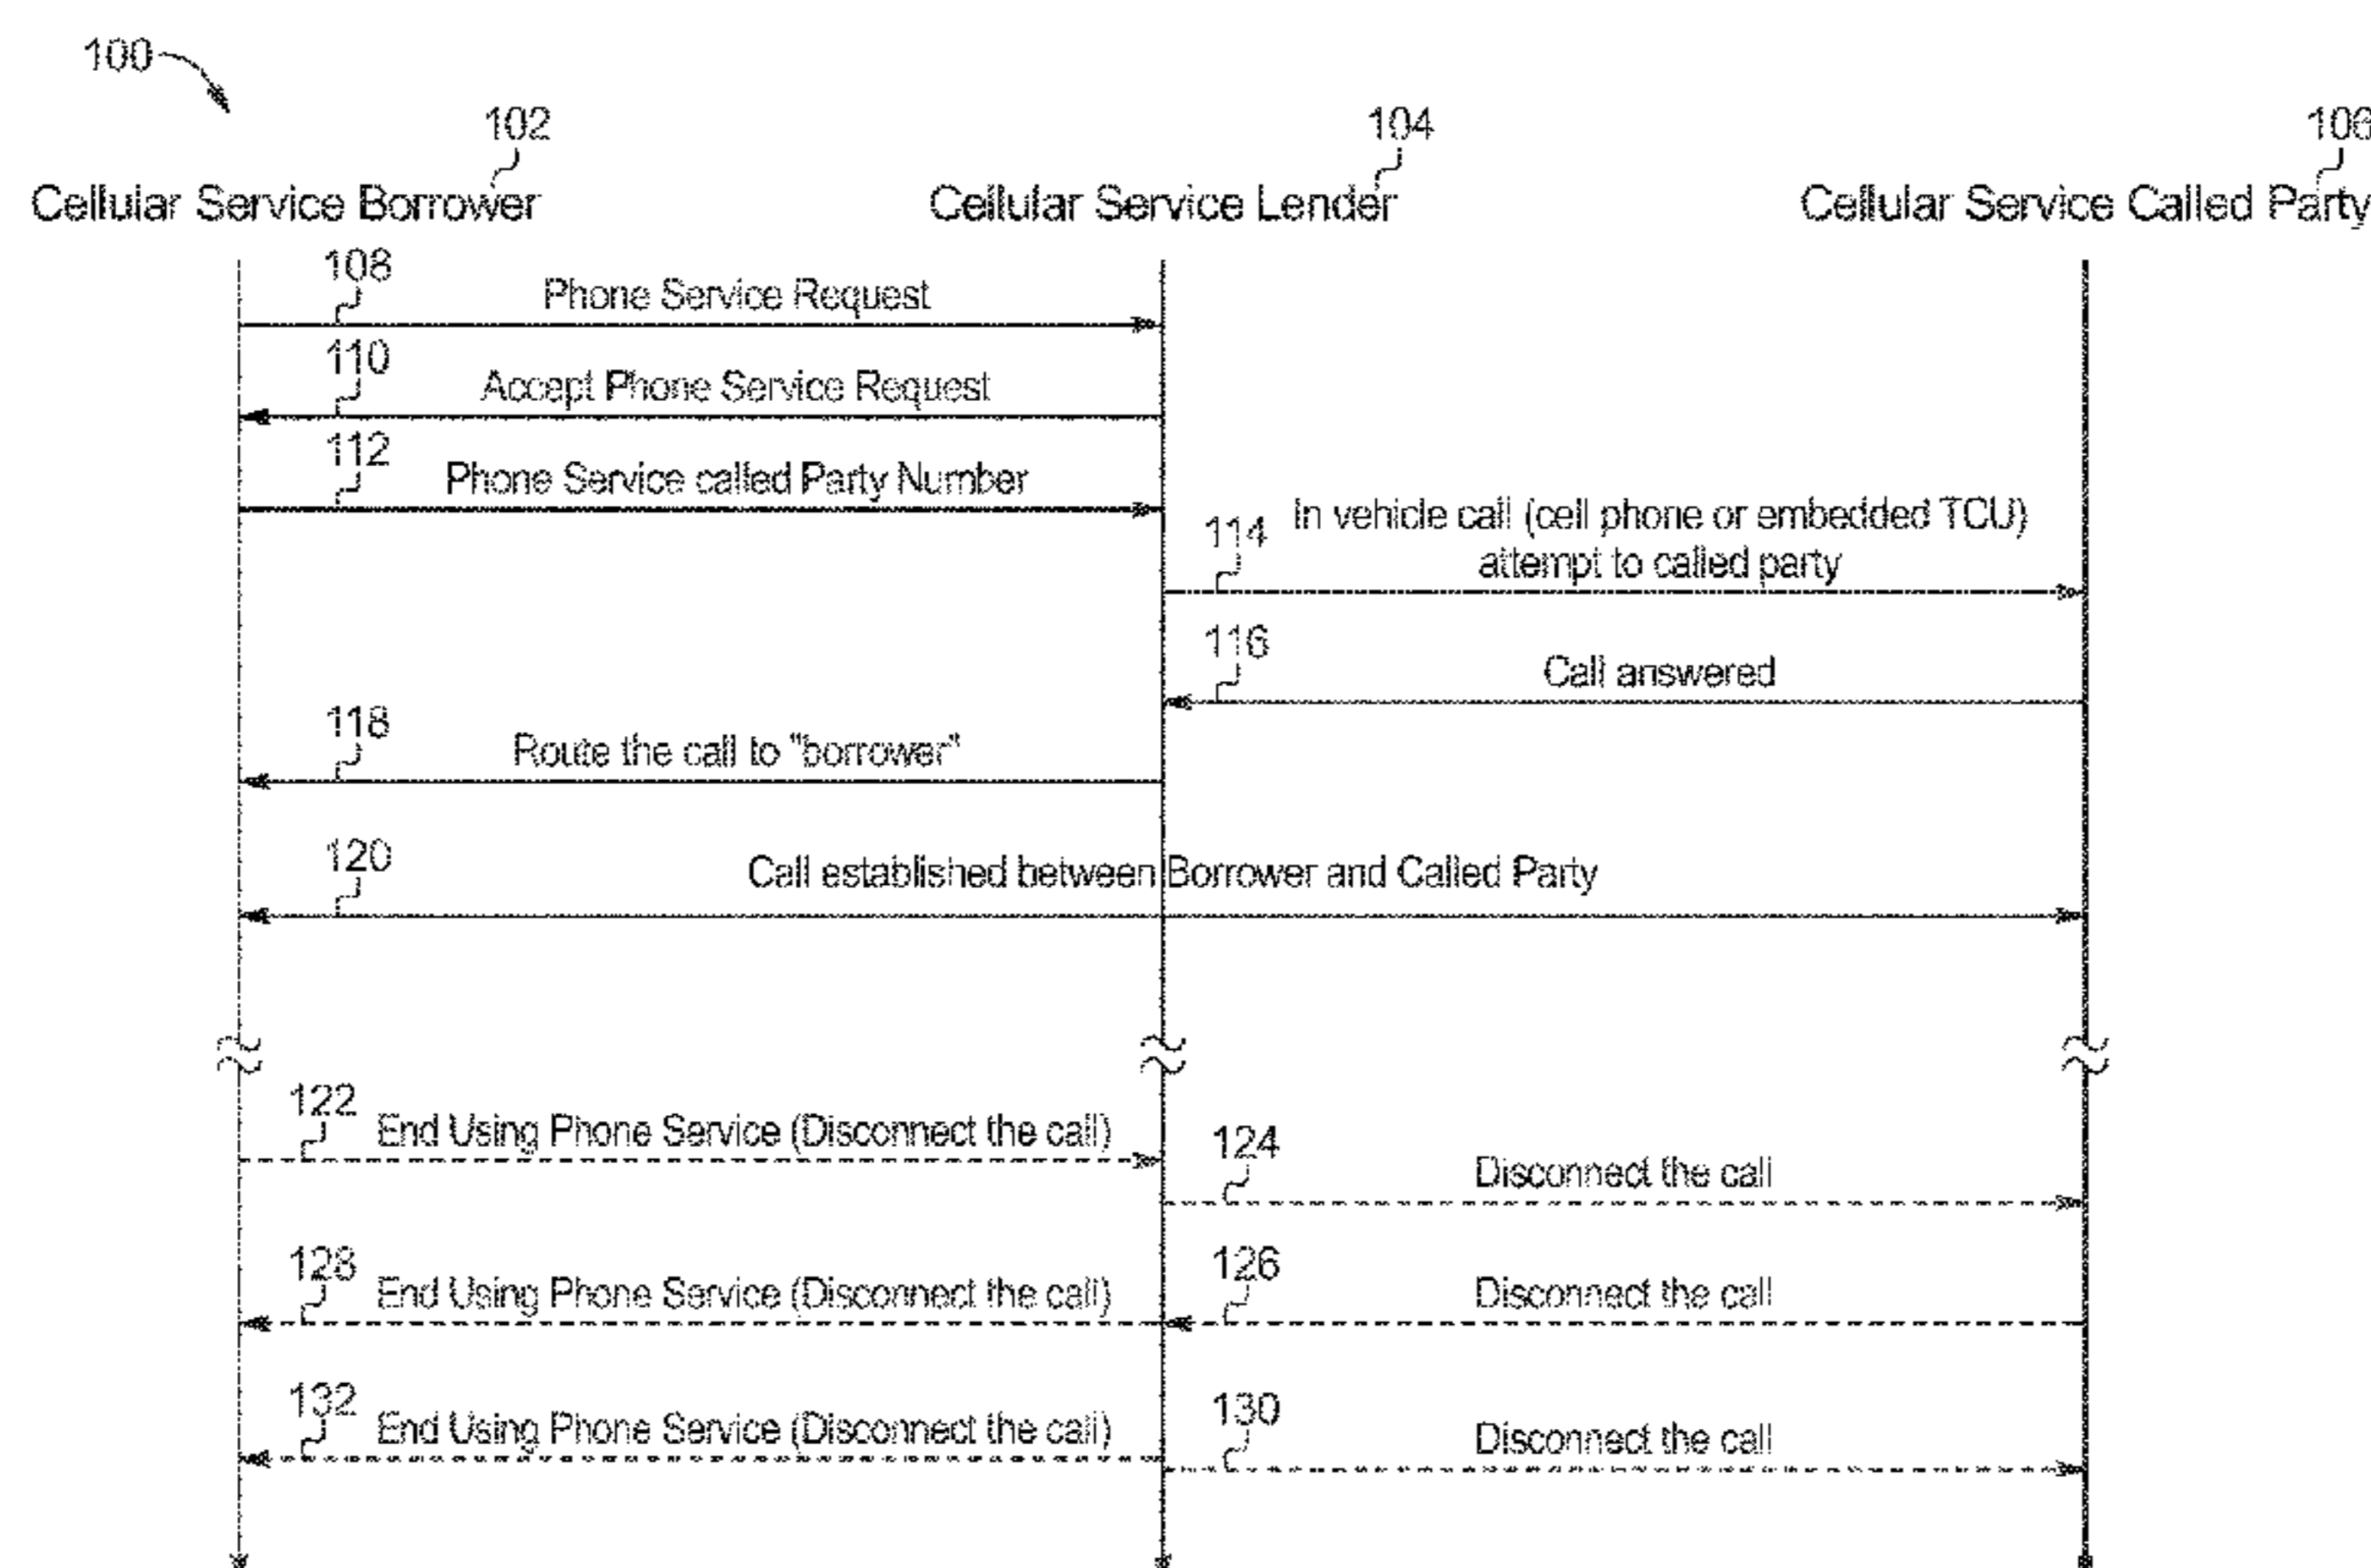 100
102
104
106
Cellular Service Borrower
Cellular Service Lender
Cellular Service Called Party
108
Phone Service Request
110
Accept Phone Service Request
112
Phone Service called Party Number
114
In vehicle call (cell phone or embedded TCU)
attempt to called party
116
Call answered
118
Route the call to "borrower"
120
Call established between Borrower and Called Party
122
End Using Phone Service (Disconnect the call)
124
Disconnect the call
128
End Using Phone Service (Disconnect the call)
126
Disconnect the call
132
End Using Phone Service (Disconnect the call)
130
Disconnect the call